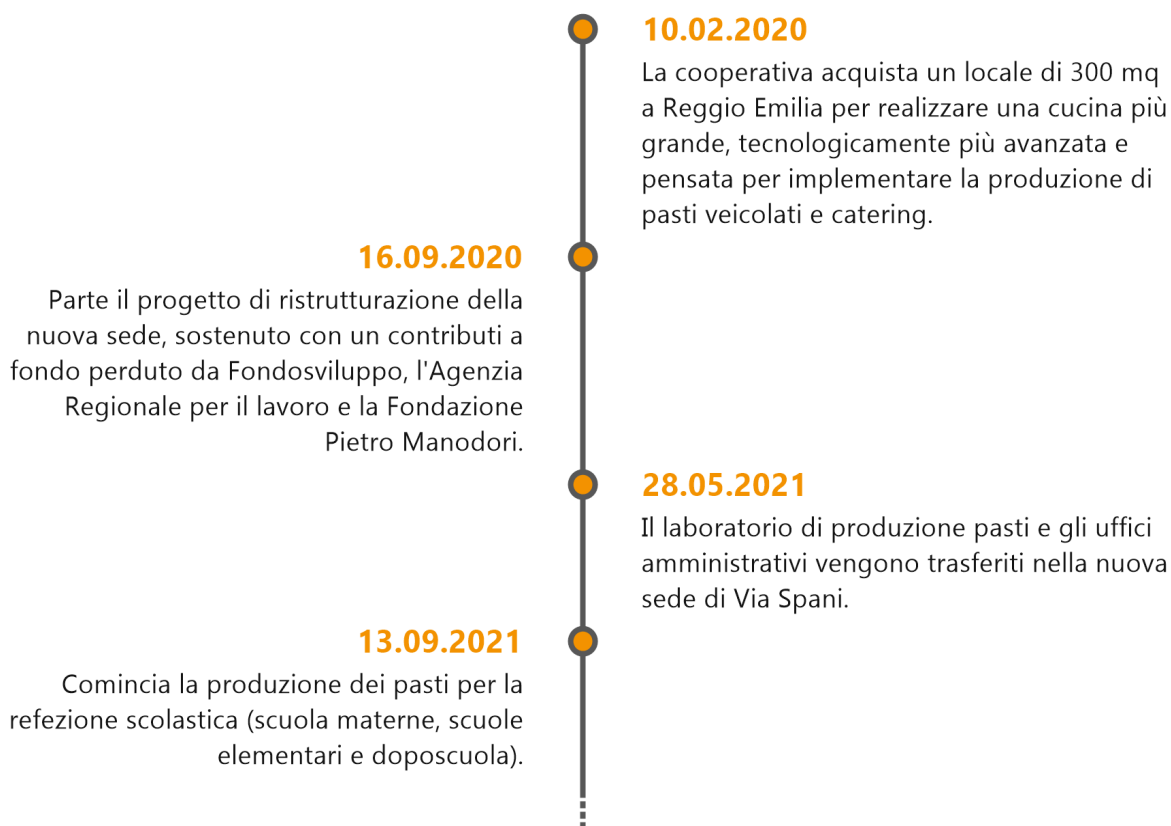 10.02.2020
La cooperativa acquista un locale di 300 mq
a Reggio Emilia per realizzare una cucina più
grande, tecnologicamente più avanzata e
pensata per implementare la produzione di
pasti veicolati e catering.
16.09.2020
Parte il progetto di ristrutturazione della
nuova sede, sostenuto con un contributi a
fondo perduto da Fondosviluppo, l'Agenzia
Regionale per il lavoro e la Fondazione
Pietro Manodori.
28.05.2021
Il laboratorio di produzione pasti e gli uffici
amministrativi vengono trasferiti nella nuova
sede di Via Spani.
13.09.2021
Comincia la produzione dei pasti per la
refezione scolastica (scuola materne, scuole
elementari e doposcuola).